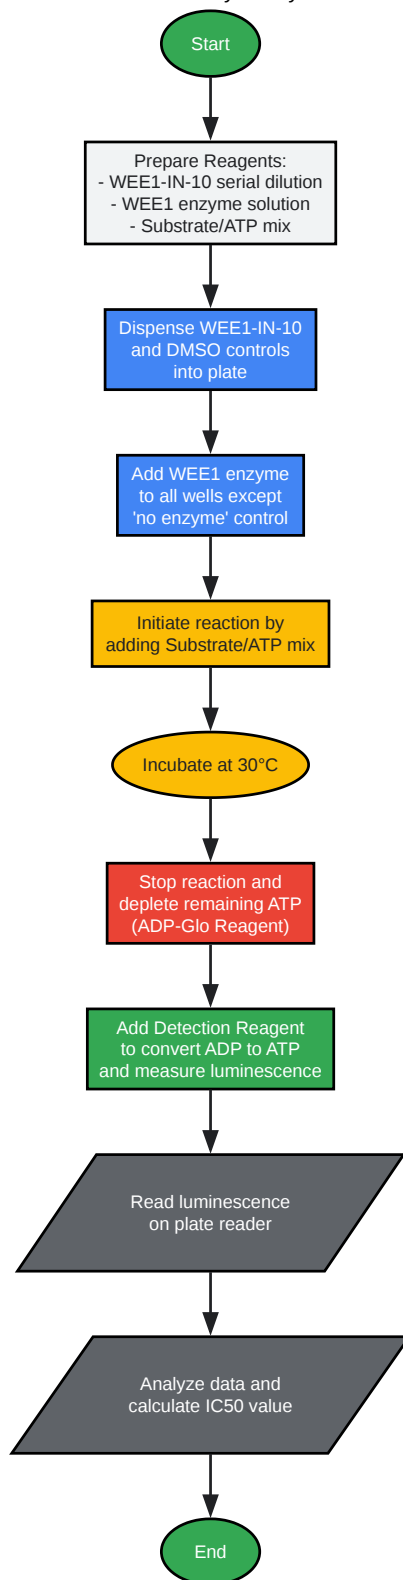 Start
Prepare Reagents:
- WEE1-IN-10 serial dilution
- WEE1 enzyme solution
- Substrate/ATP mix
Dispense WEE1-IN-10
and DMSO controls
into plate
Add WEE1 enzyme
to all wells except
'no enzyme' control
Initiate reaction by
adding Substrate/ATP mix
Incubate at 30°C
Stop reaction and
deplete remaining ATP
(ADP-Glo Reagent)
Add Detection Reagent
to convert ADP to ATP
and measure luminescence
Read luminescence
on plate reader
Analyze data and
calculate IC50 value
End